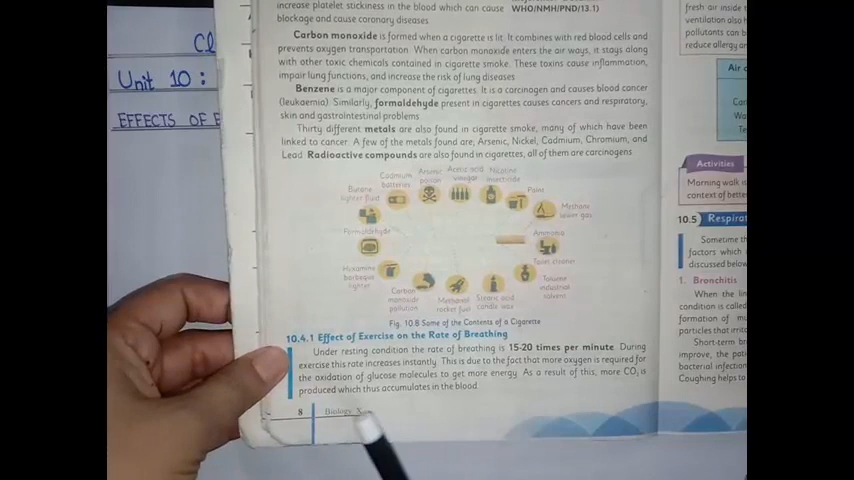 Cl
Unit 10 :
EFFECTS OF E
increase platelet stickiness in the blood which can cause
blockage and cause coronary diseases.
WHO/NMH/PND/13.1)
Carbon monoxide is formed when a cigarette is lit. It combines with red blood cells and
prevents oxygen transportation. When carbon monoxide enters the air ways, it stays along
with other toxic chemicals contained in cigarette smoke. These toxins cause inflammation,
impair lung functions, and increase the risk of lung diseases
Benzene is a major component of cigarettes. It is a carcinogen and causes blood cancer
(leukaemia) Similarly, formaldehyde present in cigarettes causes cancers and respiratory,
skin and gastrointestinal problems
Thirty different metals are also found in cigarette smoke, many of which have been
linked to cancer. A few of the metals found are, Arsenic, Nickel, Cadmium, Chromium, and
Lead Radioactive compounds are also found in cigarettes, all of them are carcinogens
Cadmium
batteries
Arsenic
poison
Acetic acid
vinegar
Nicotine
insecticide
Paint
Methane
sewer gas
Ammonia
Toilet cleaner
Toluene
industrial
solvent
Stearic acid
candle wax
Methanol
rocket fuel
Carbon
monoxide
pollution
Hexamine
barbeque
lighter
Formaldehyde
Butane
lighter fluid
Fig. 10.8 Some of the Contents of a Cigarette
10.4.1 Effect of Exercise on the Rate of Breathing
Under resting condition the rate of breathing is 15-20 times per minute. During
exercise this rate increases instantly. This is due to the fact that more oxygen is required for
the oxidation of glucose molecules to get more energy. As a result of this, more CO₂ is
produced which thus accumulates in the blood.
8 Biology X
fresh air inside
ventilation also
pollutants can b
reduce allergy a
Air
Ca
Wa
Te
Activities
Morning walk is
context of bette
10.5 Respirat
Sometime th
factors which
discussed below
1. Bronchitis
When the lin
condition is called
formation of mu
particles that irrit
Short-term br
improve, the pati
bacterial infection
Coughing helps to